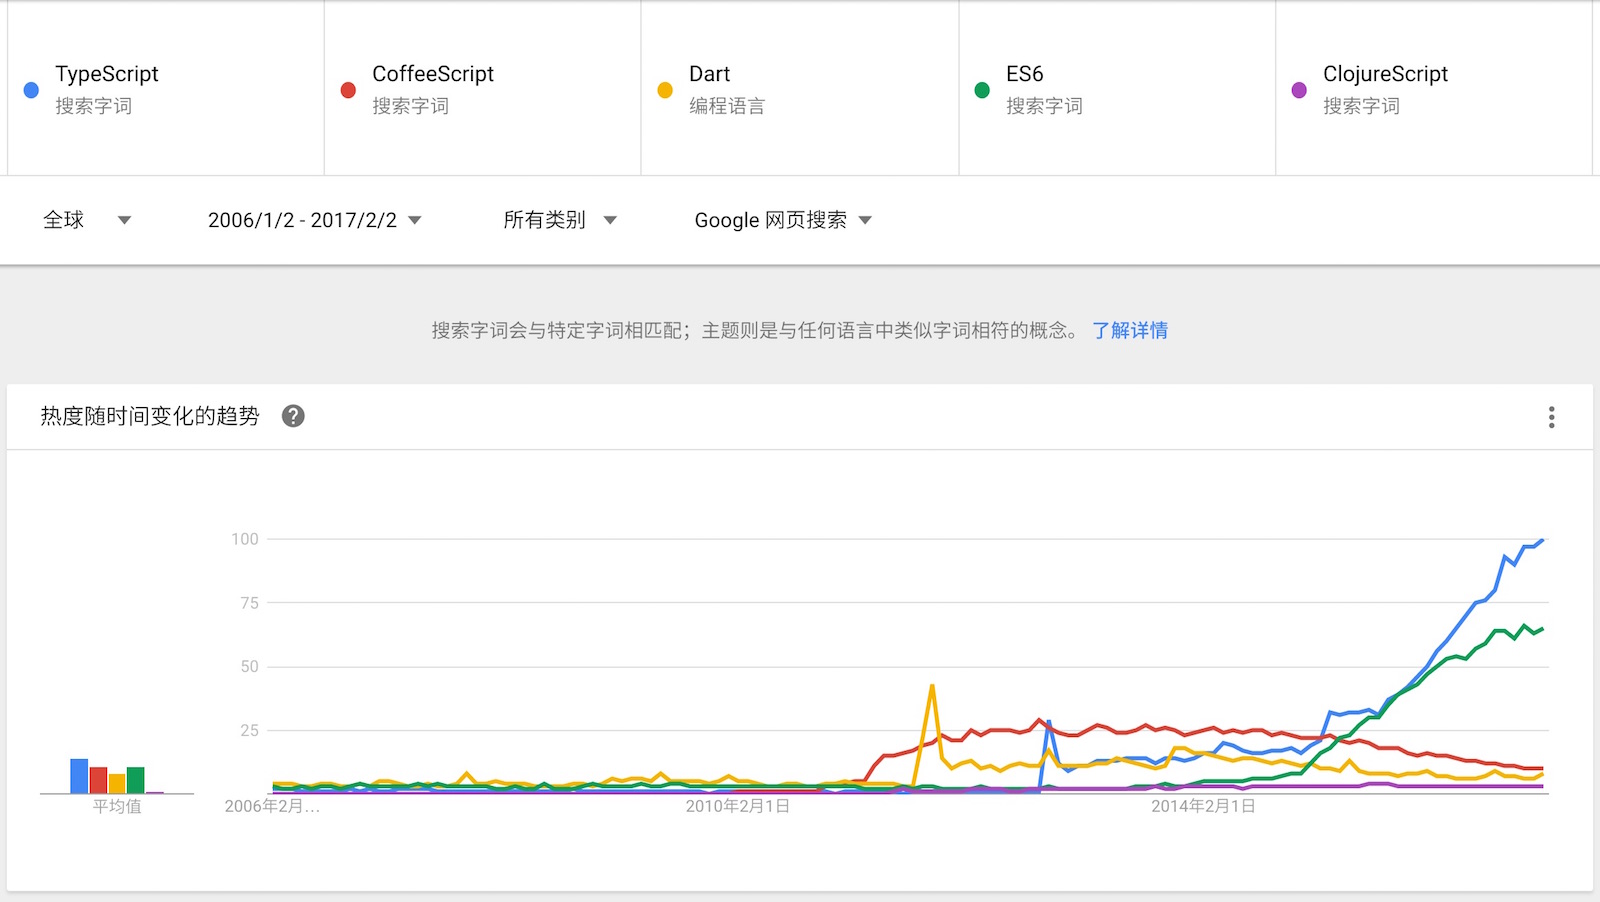 TypeScript
搜索字词
CoffeeScript
搜索字词
Dart
编程语言
ES6
搜索字词
ClojureScript
搜索字词
全球
2006/1/2 - 2017/2/2
所有类别
Google 网页搜索
搜索字词会与特定字词相匹配；主题则是与任何语言中类似字词相符的概念。 了解详情
热度随时间变化的趋势 ?
100
75
50
25
平均值
2006年2月…
2010年2月1日
2014年2月1日